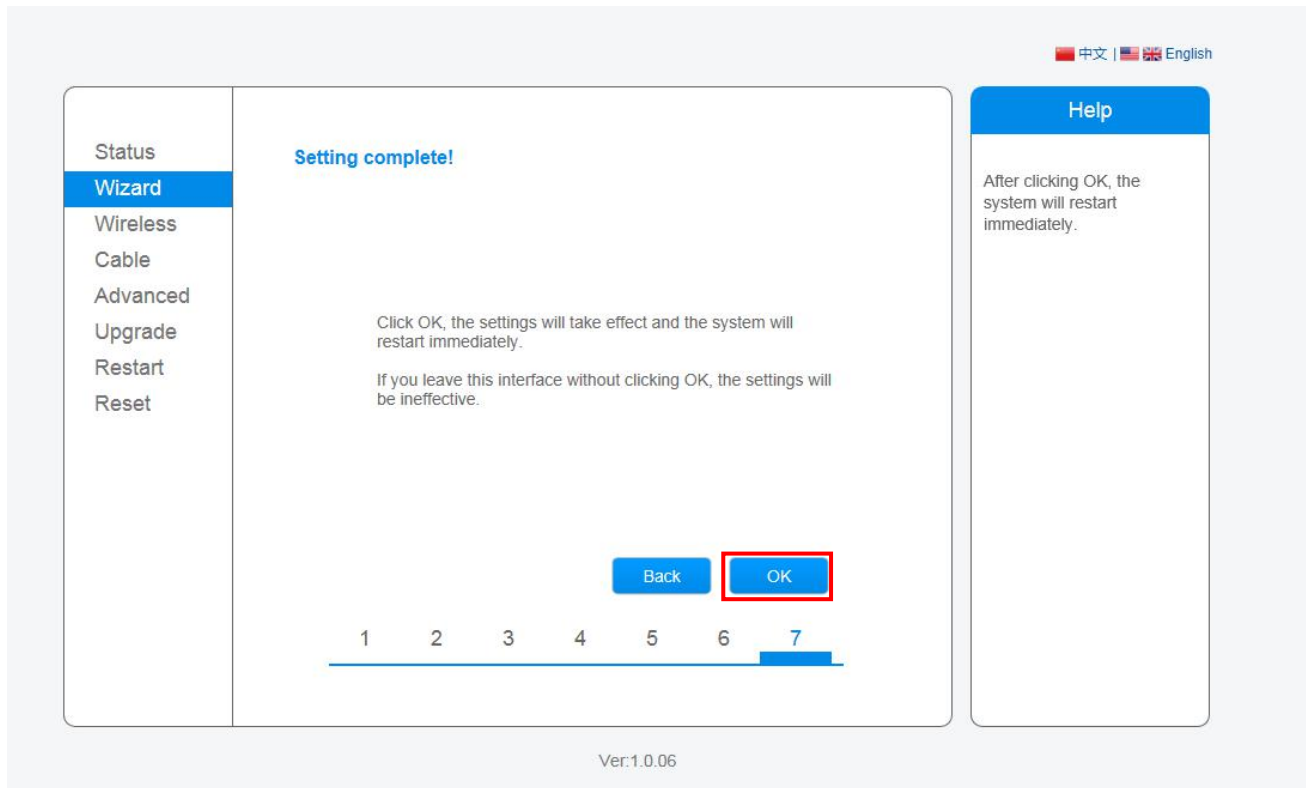 中文 | English
Status
Wizard
Wireless
Cable
Advanced
Upgrade
Restart
Reset
Setting complete!
Click OK, the settings will take effect and the system will
restart immediately.
If you leave this interface without clicking OK, the settings will
be ineffective.
Back OK
1 2 3 4 5 6 7
Help
After clicking OK, the
system will restart
immediately.
Ver:1.0.06